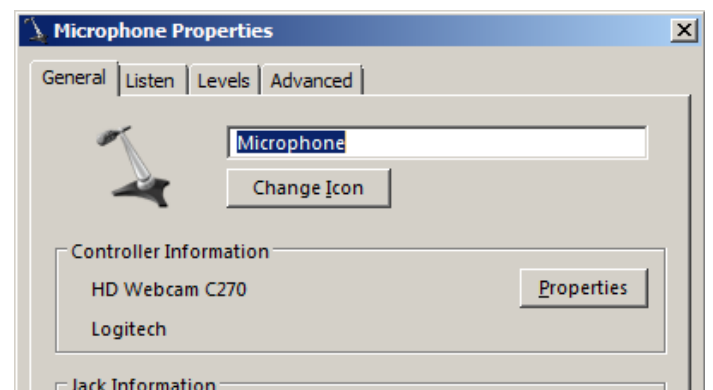 Microphone Properties
General Listen Levels Advanced
Microphone
Change Icon
Controller Information
HD Webcam C270
Properties
Logitech
Jack Information